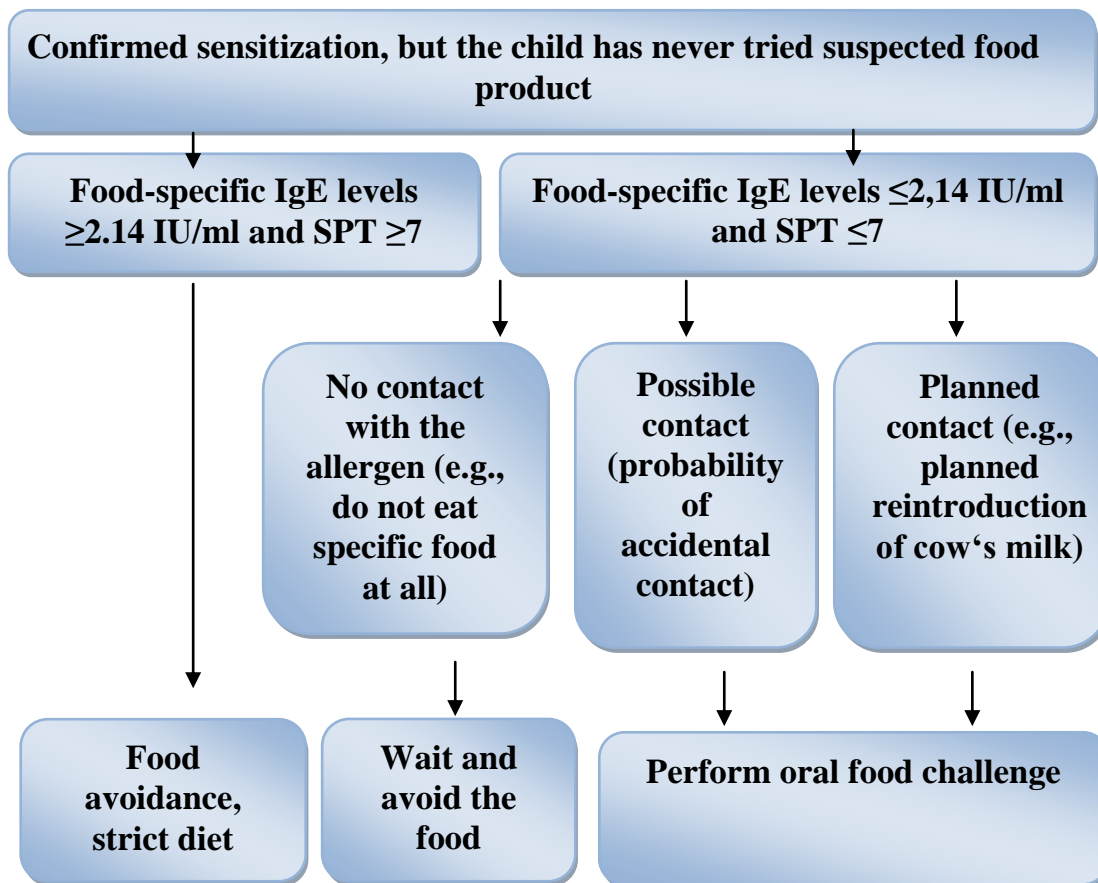 Confirmed sensitization, but the child has never tried suspected food
product
Food-specific IgE levels
≥2.14 IU/ml and SPT ≥7
Food-specific IgE levels ≤2,14 IU/ml
and SPT ≤7
No contact
with the
allergen (e.g.,
do not eat
specific food
at all)
Possible
contact
(probability
of
accidental
contact)
Planned
contact (e.g.,
planned
reintroduction
of cow‘s milk)
Food
avoidance,
strict diet
Wait and
avoid the
food
Perform oral food challenge